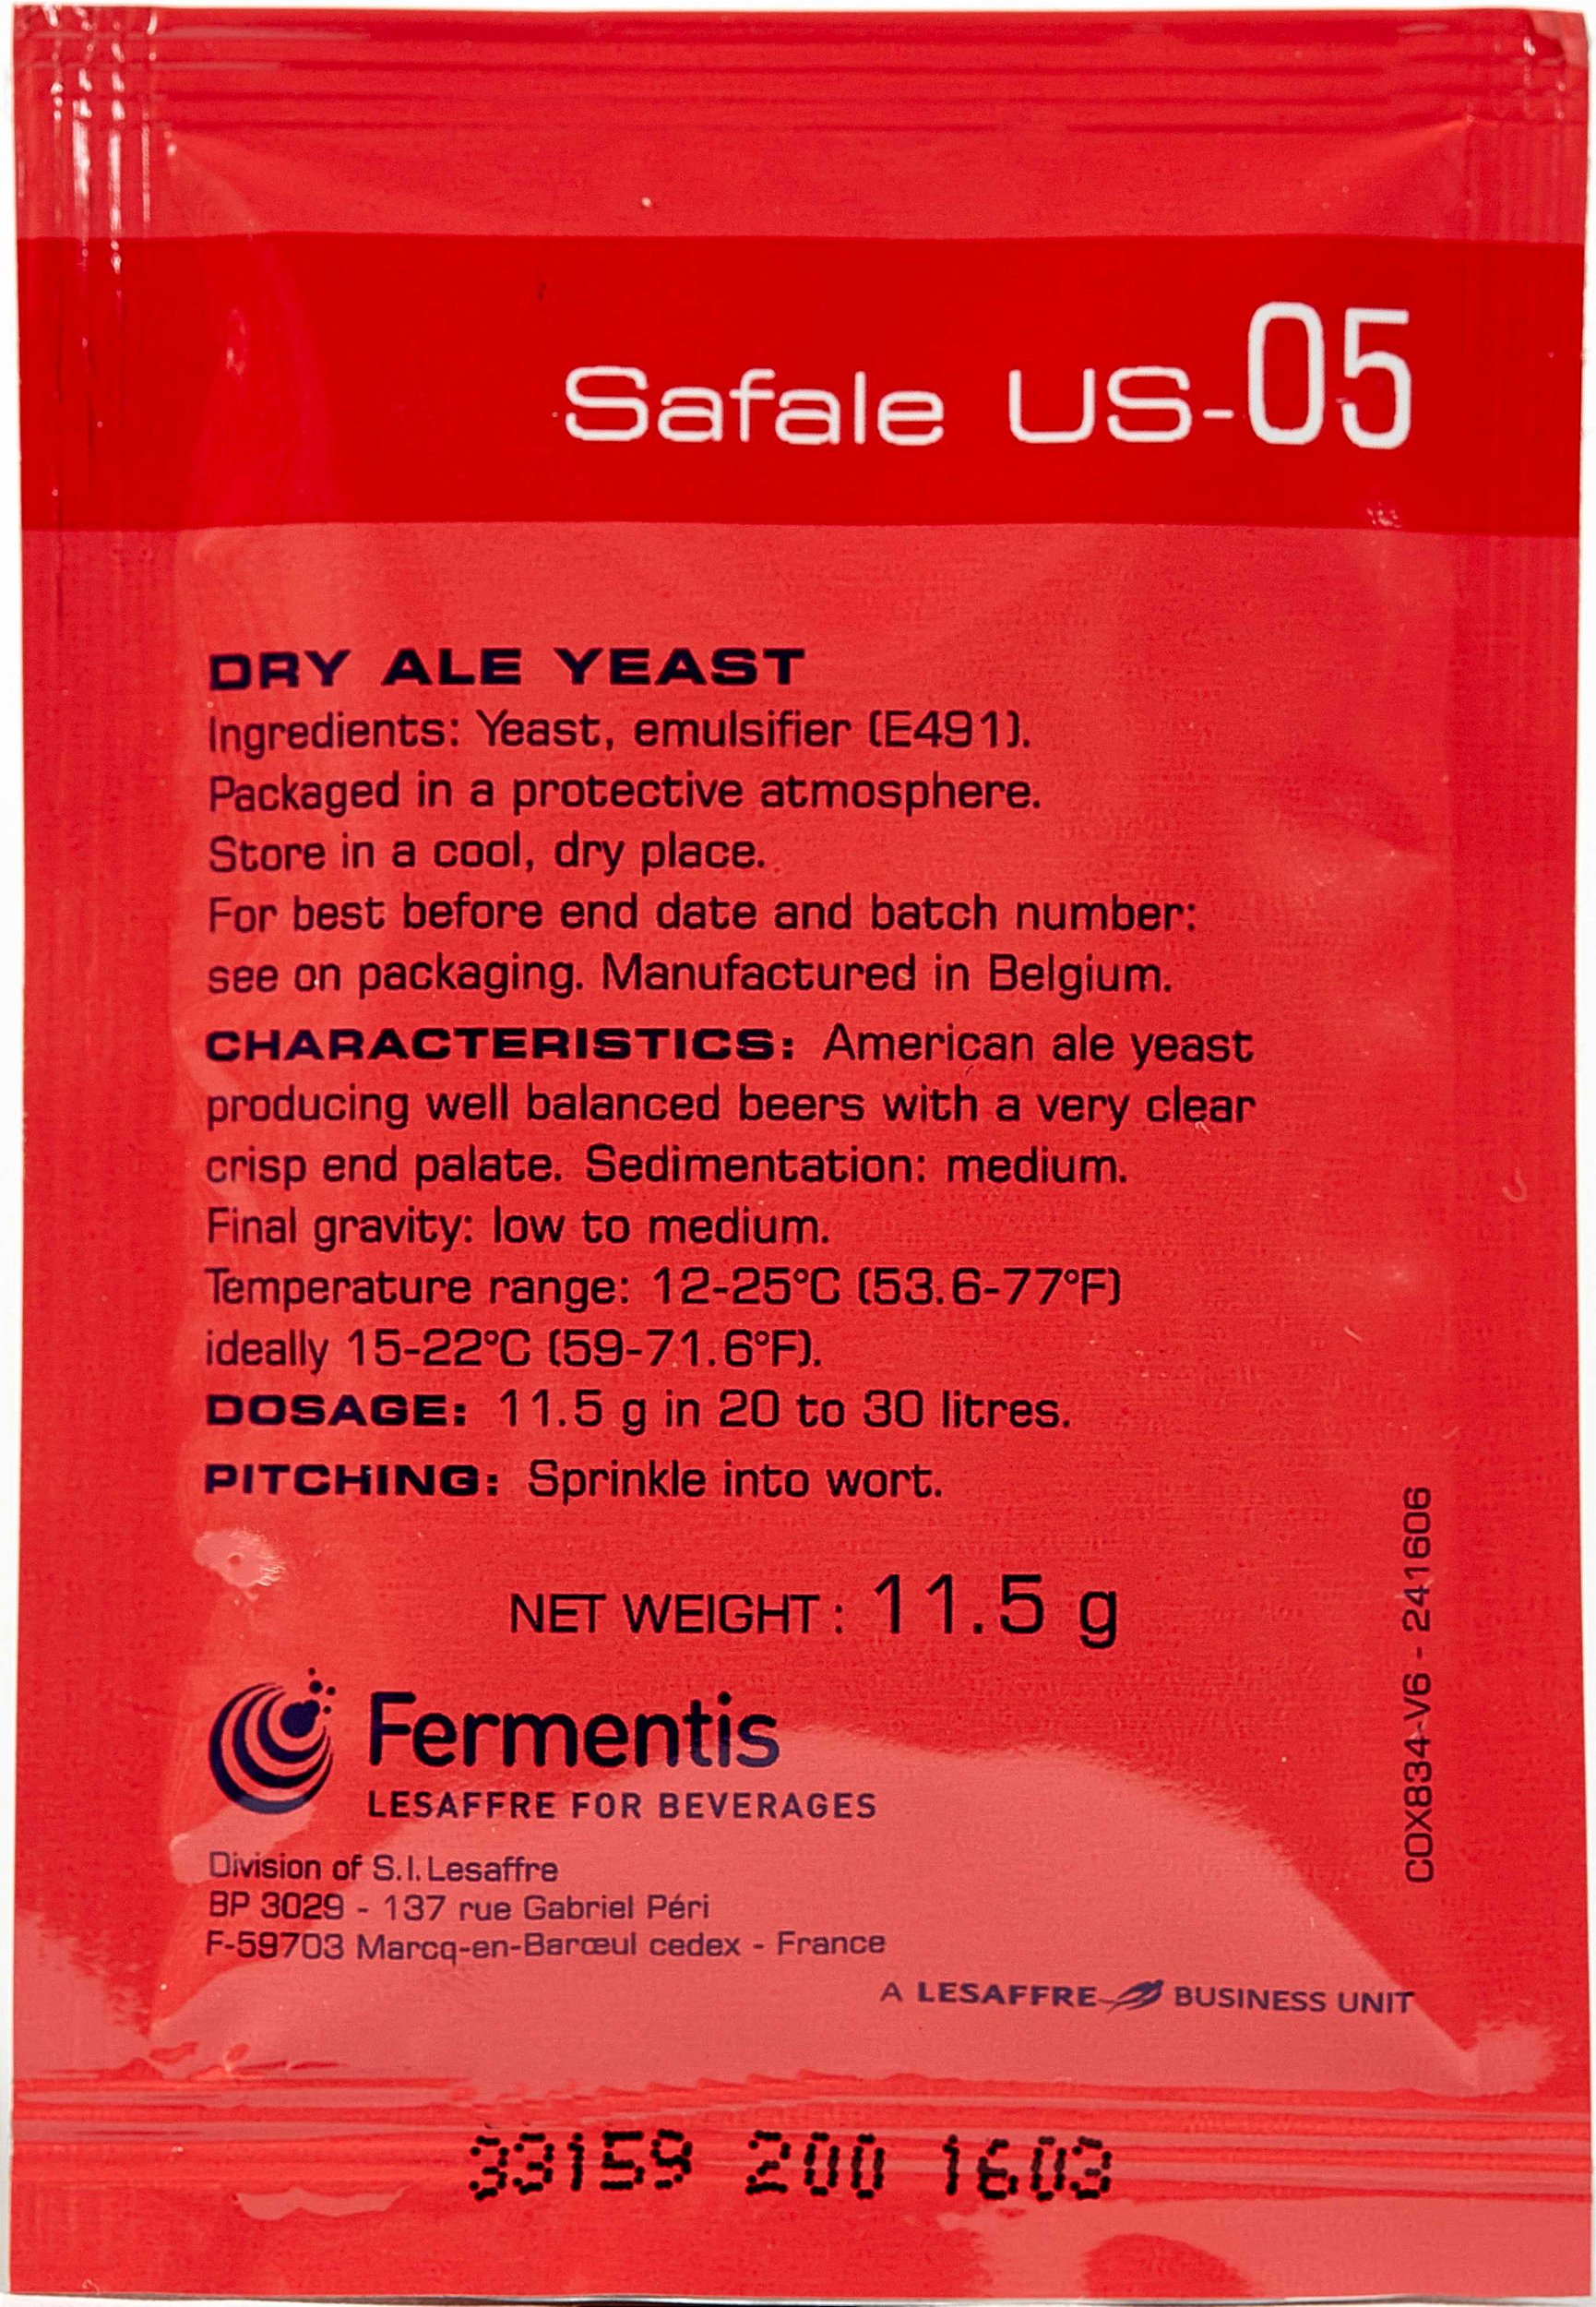 Safale US-05
DRY ALE YEAST
Ingredients: Yeast, emulsifier (E491).
Packaged in a protective atmosphere.
Store in a cool, dry place.
For best before end date and batch number:
see on packaging. Manufactured in Belgium.
CHARACTERISTICS: American ale yeast
producing well balanced beers with a very clear
crisp end palate. Sedimentation: medium.
Final gravity: low to medium.
Temperature range: 12-25°C (53.6-77°F)
ideally 15-22°C (59-71.6°F).
DOSAGE: 11.5 g in 20 to 30 litres.
PITCHING: Sprinkle into wort.
NET WEIGHT : 11.5 g
COX834-V6 - 241606
Fermentis
LESAFFRE FOR BEVERAGES
Division of S.I. Lesaffre
BP 3029 - 137 rue Gabriel Péri
F-59703 Marcq-en-Barœul cedex - France
A LESAFFRE BUSINESS UNIT
33159 200 1603